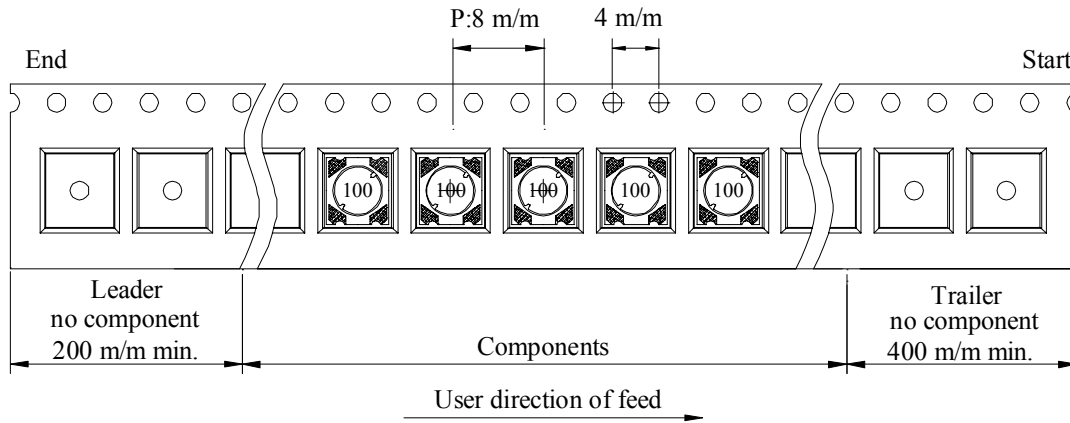 P:8 m/m
4 m/m
End
Start
100
100
100
100
100
Leader
no component
200 m/m min.
Components
Trailer
no component
400 m/m min.
User direction of feed